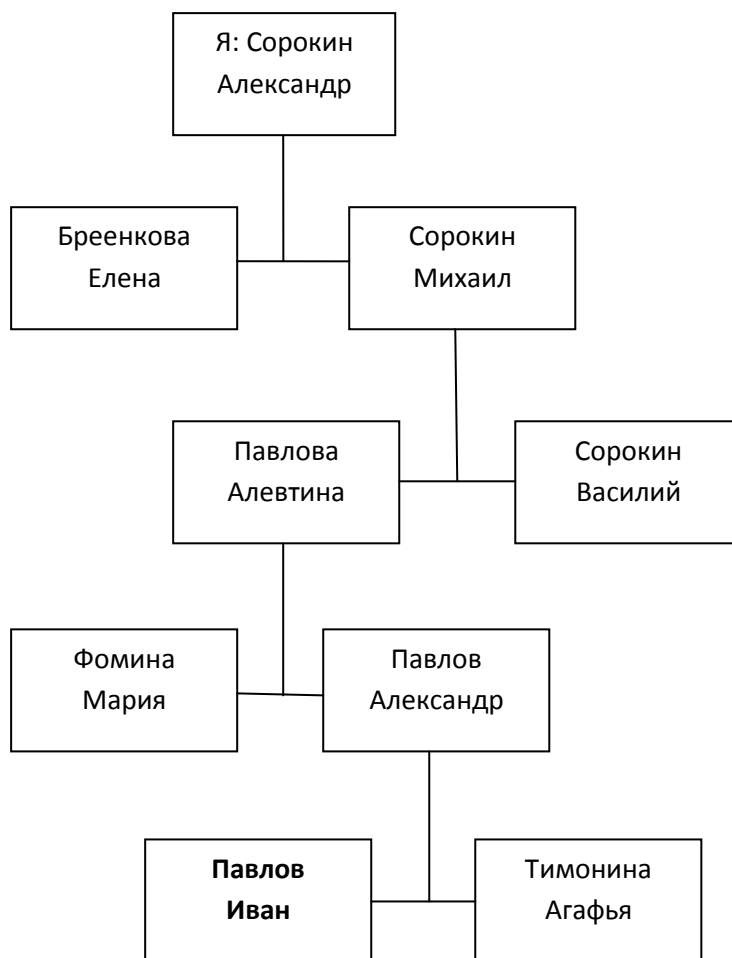 Я: Сорокин
Александр
Бреенкова
Елена
Сорокин
Михаил
Павлова
Алевтина
Сорокин
Василий
Фомина
Мария
Павлов
Александр
Павлов
Иван
Тимонина
Агафья